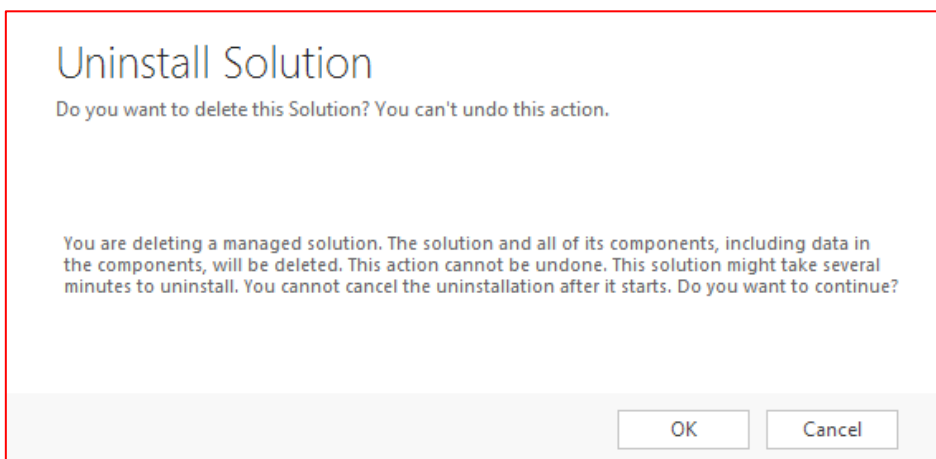 Uninstall Solution
Do you want to delete this Solution? You can't undo this action.
You are deleting a managed solution. The solution and all of its components, including data in
the components, will be deleted. This action cannot be undone. This solution might take several
minutes to uninstall. You cannot cancel the uninstallation after it starts. Do you want to continue?
OK Cancel